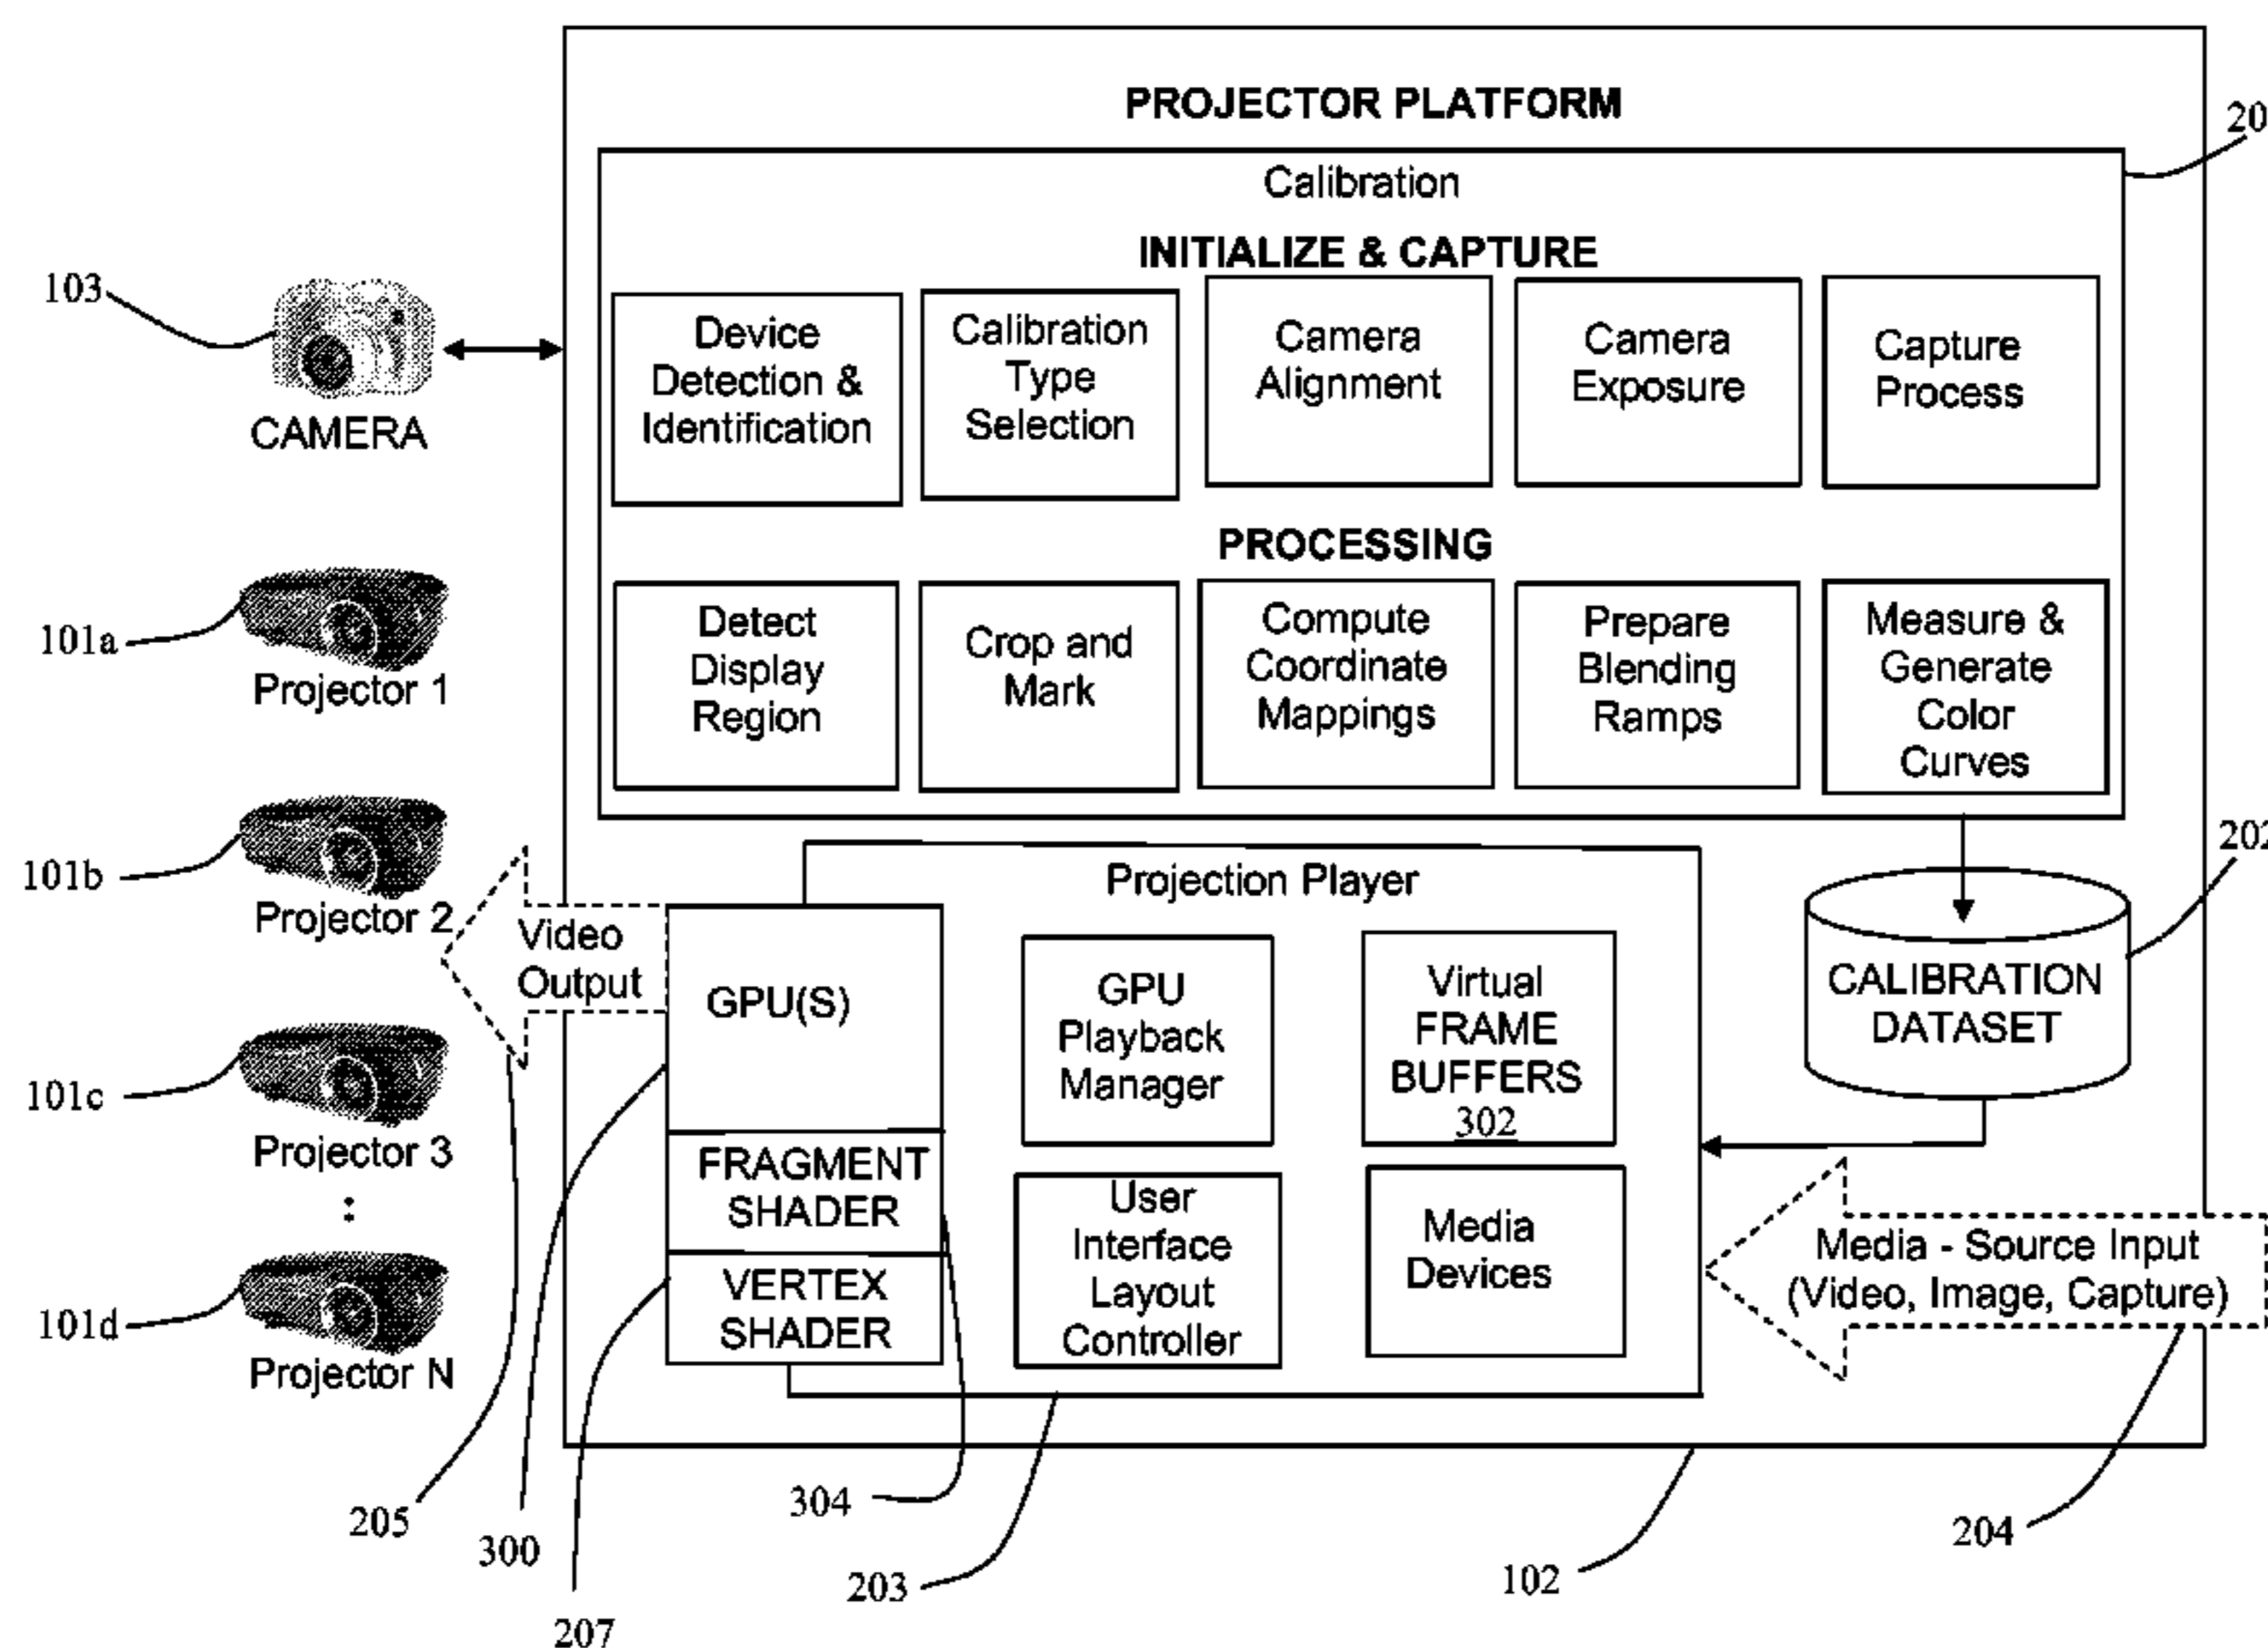 PROJECTOR PLATFORM
20
Calibration
INITIALIZE & CAPTURE
103
CAMERA
Device
Detection &
Identification
Calibration
Type
Selection
Camera
Alignment
Camera
Exposure
Capture
Process
PROCESSING
101a
Projector 1
Detect
Display
Region
Crop and
Mark
Compute
Coordinate
Mappings
Prepare
Blending
Ramps
Measure &
Generate
Color
Curves
101b
Projector 2
Video
Output
Projection Player
202
GPU(S)
GPU
Playback
Manager
Virtual
FRAME
BUFFERS
302
CALIBRATION
DATASET
101c
Projector 3
:
FRAGMENT
SHADER
VERTEX
SHADER
User
Interface
Layout
Controller
Media
Devices
Media - Source Input
(Video, Image, Capture)
101d
Projector N
205
300
207
304
203
102
204